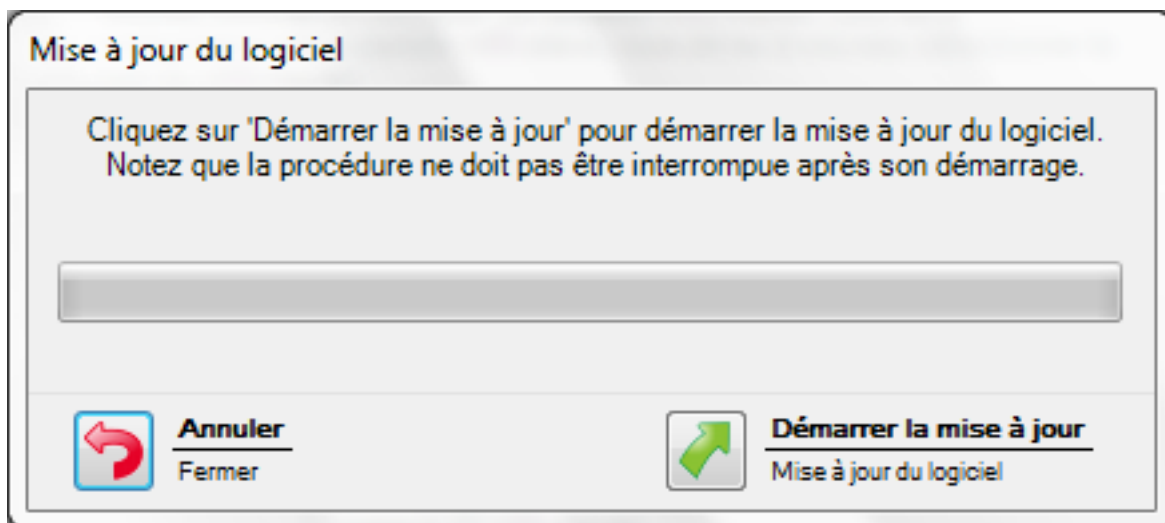 Mise à jour du logiciel
Cliquez sur 'Démarrer la mise à jour' pour démarrer la mise à jour du logiciel.
Notez que la procédure ne doit pas être interrompue après son démarrage.
Annuler
Fermer
Démarrer la mise à jour
Mise à jour du logiciel